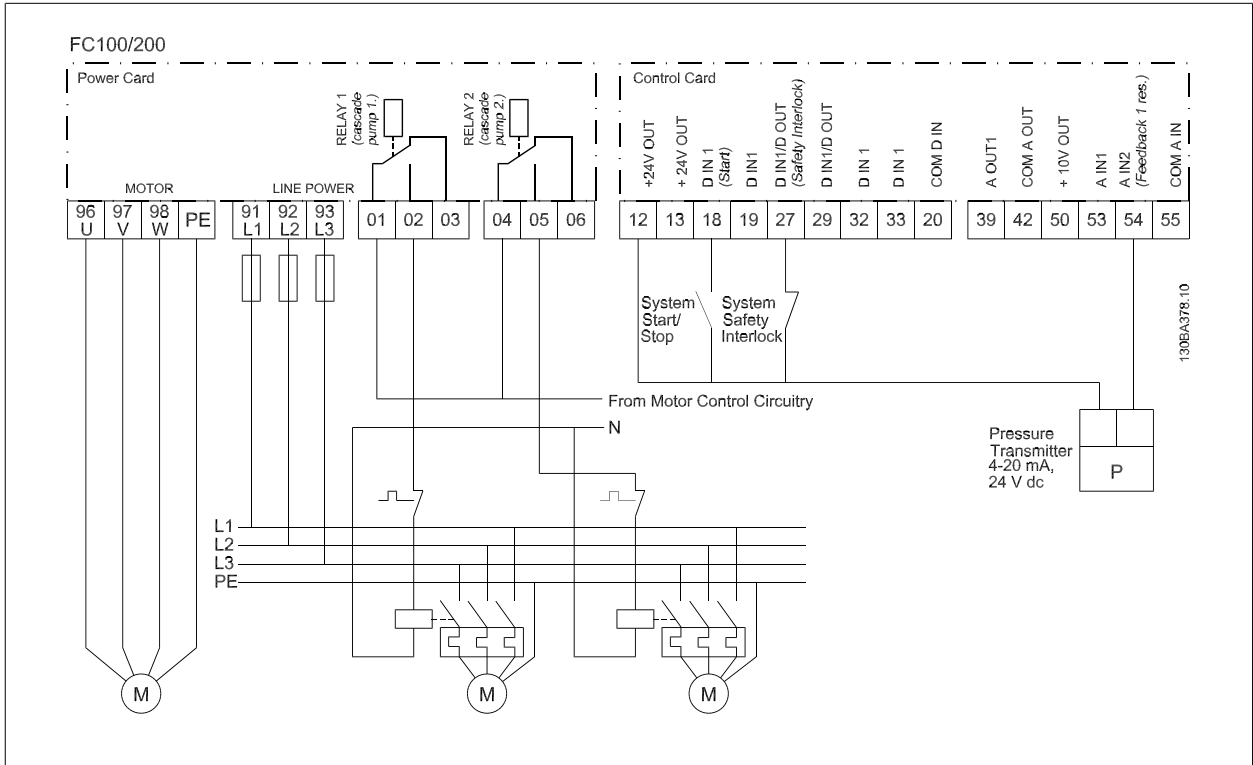 FC100/200
Power Card
Control Card
RELAY 1
(cascade
pump 1.)
RELAY 2
(cascade
pump 2.)
+24V OUT
+ 24V OUT
D IN 1
(Start)
D IN1
D IN1/D OUT
(Safety Interlock)
D IN1/D OUT
D IN 1
D IN 1
COM D IN
A OUT1
COM A OUT
+ 10V OUT
A IN1
A IN2
(Feedback 1 res.)
COM A IN
MOTOR
LINE POWER
96 97 98 PE
U V W
91 92 93
L1 L2 L3
01 02 03
04 05 06
12 13 18 19 27 29 32 33 20
39 42 50 53 54 55
System
Start/
Stop
System
Safety
Interlock
130BA378.10
From Motor Control Circuitry
N
Pressure
Transmitter
4-20 mA,
24 V dc
P
L1
L2
L3
PE
M
M
M